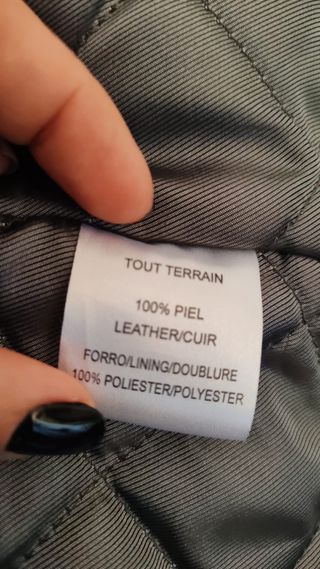 TOUT TERRAIN
100% PIEL
LEATHER/CUIR
FORRO/LINING/DOUBLURE
100% POLIESTER/POLYESTER